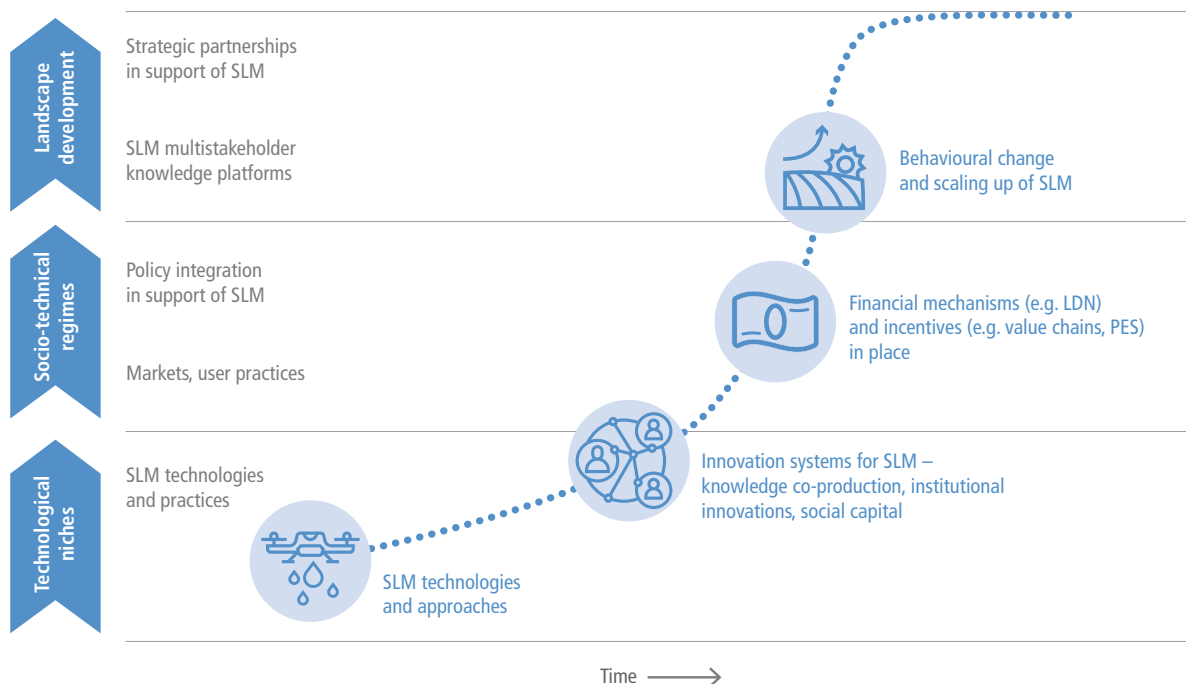 Landscape
development
Strategic partnerships
in support of SLM
SLM multistakeholder
knowledge platforms
Behavioural change
and scaling up of SLM
Socio-technical
regimes
Policy integration
in support of SLM
Markets, user practices
Financial mechanisms (e.g. LDN)
and incentives (e.g. value chains, PES)
in place
Technological
niches
SLM technologies
and practices
Innovation systems for SLM –
knowledge co-production, institutional
innovations, social capital
SLM technologies
and approaches
Time